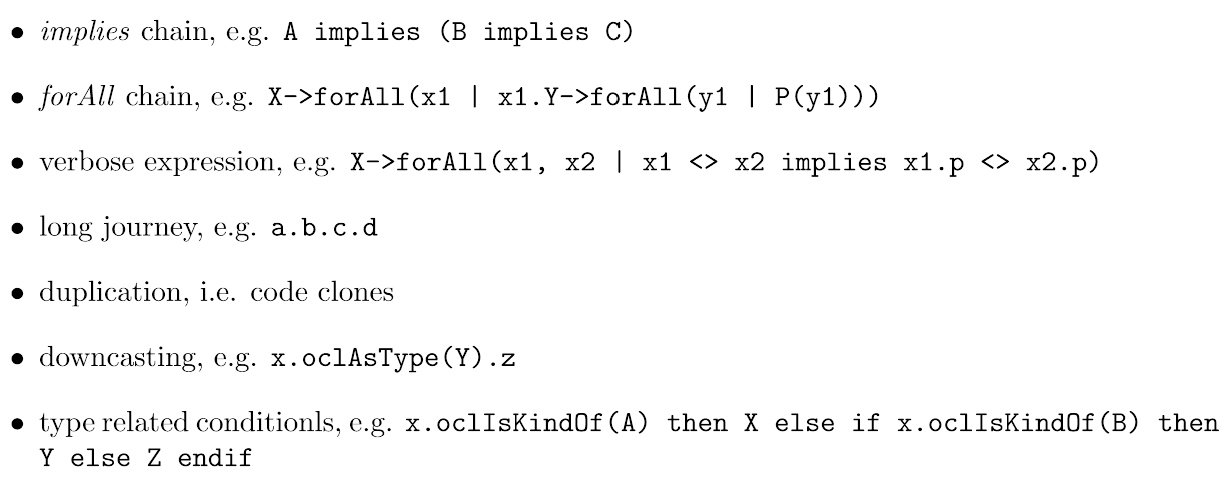 • implies chain, e.g. A implies (B implies C)
• forAll chain, e.g. X->forAll(x1 | x1.Y->forAll(y1 | P(y1)))
• verbose expression, e.g. X->forAll(x1, x2 | x1 <> x2 implies x1.p <> x2.p)
• long journey, e.g. a.b.c.d
• duplication, i.e. code clones
• downcasting, e.g. x.oclAsType(Y).z
• type related conditionls, e.g. x.oclIsKindOf(A) then X else if x.oclIsKindOf(B) then
Y else Z endif